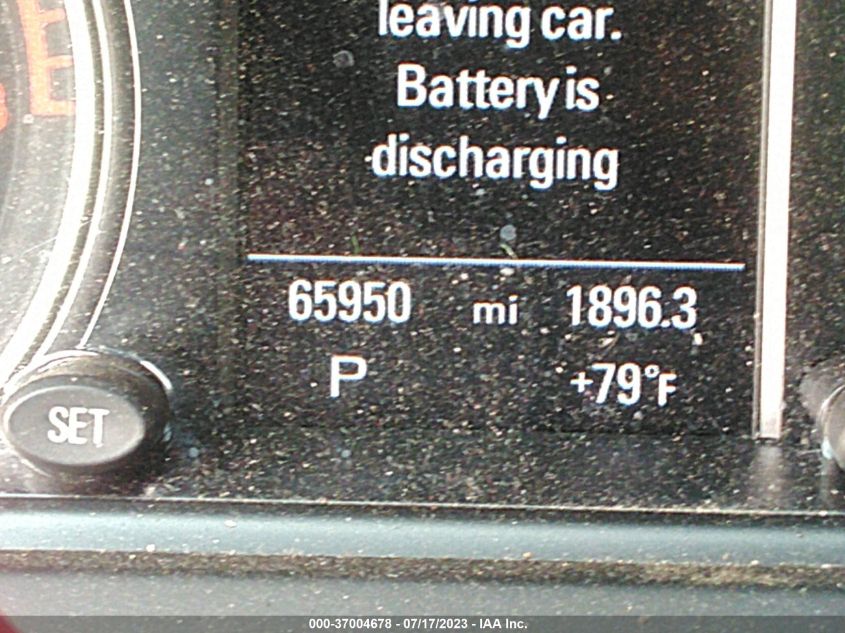 leaving car.
Battery is
discharging
65950 mi 1896.3
P +79°F
SET
000-37004678 / 07/17/2023 - IAA Inc.